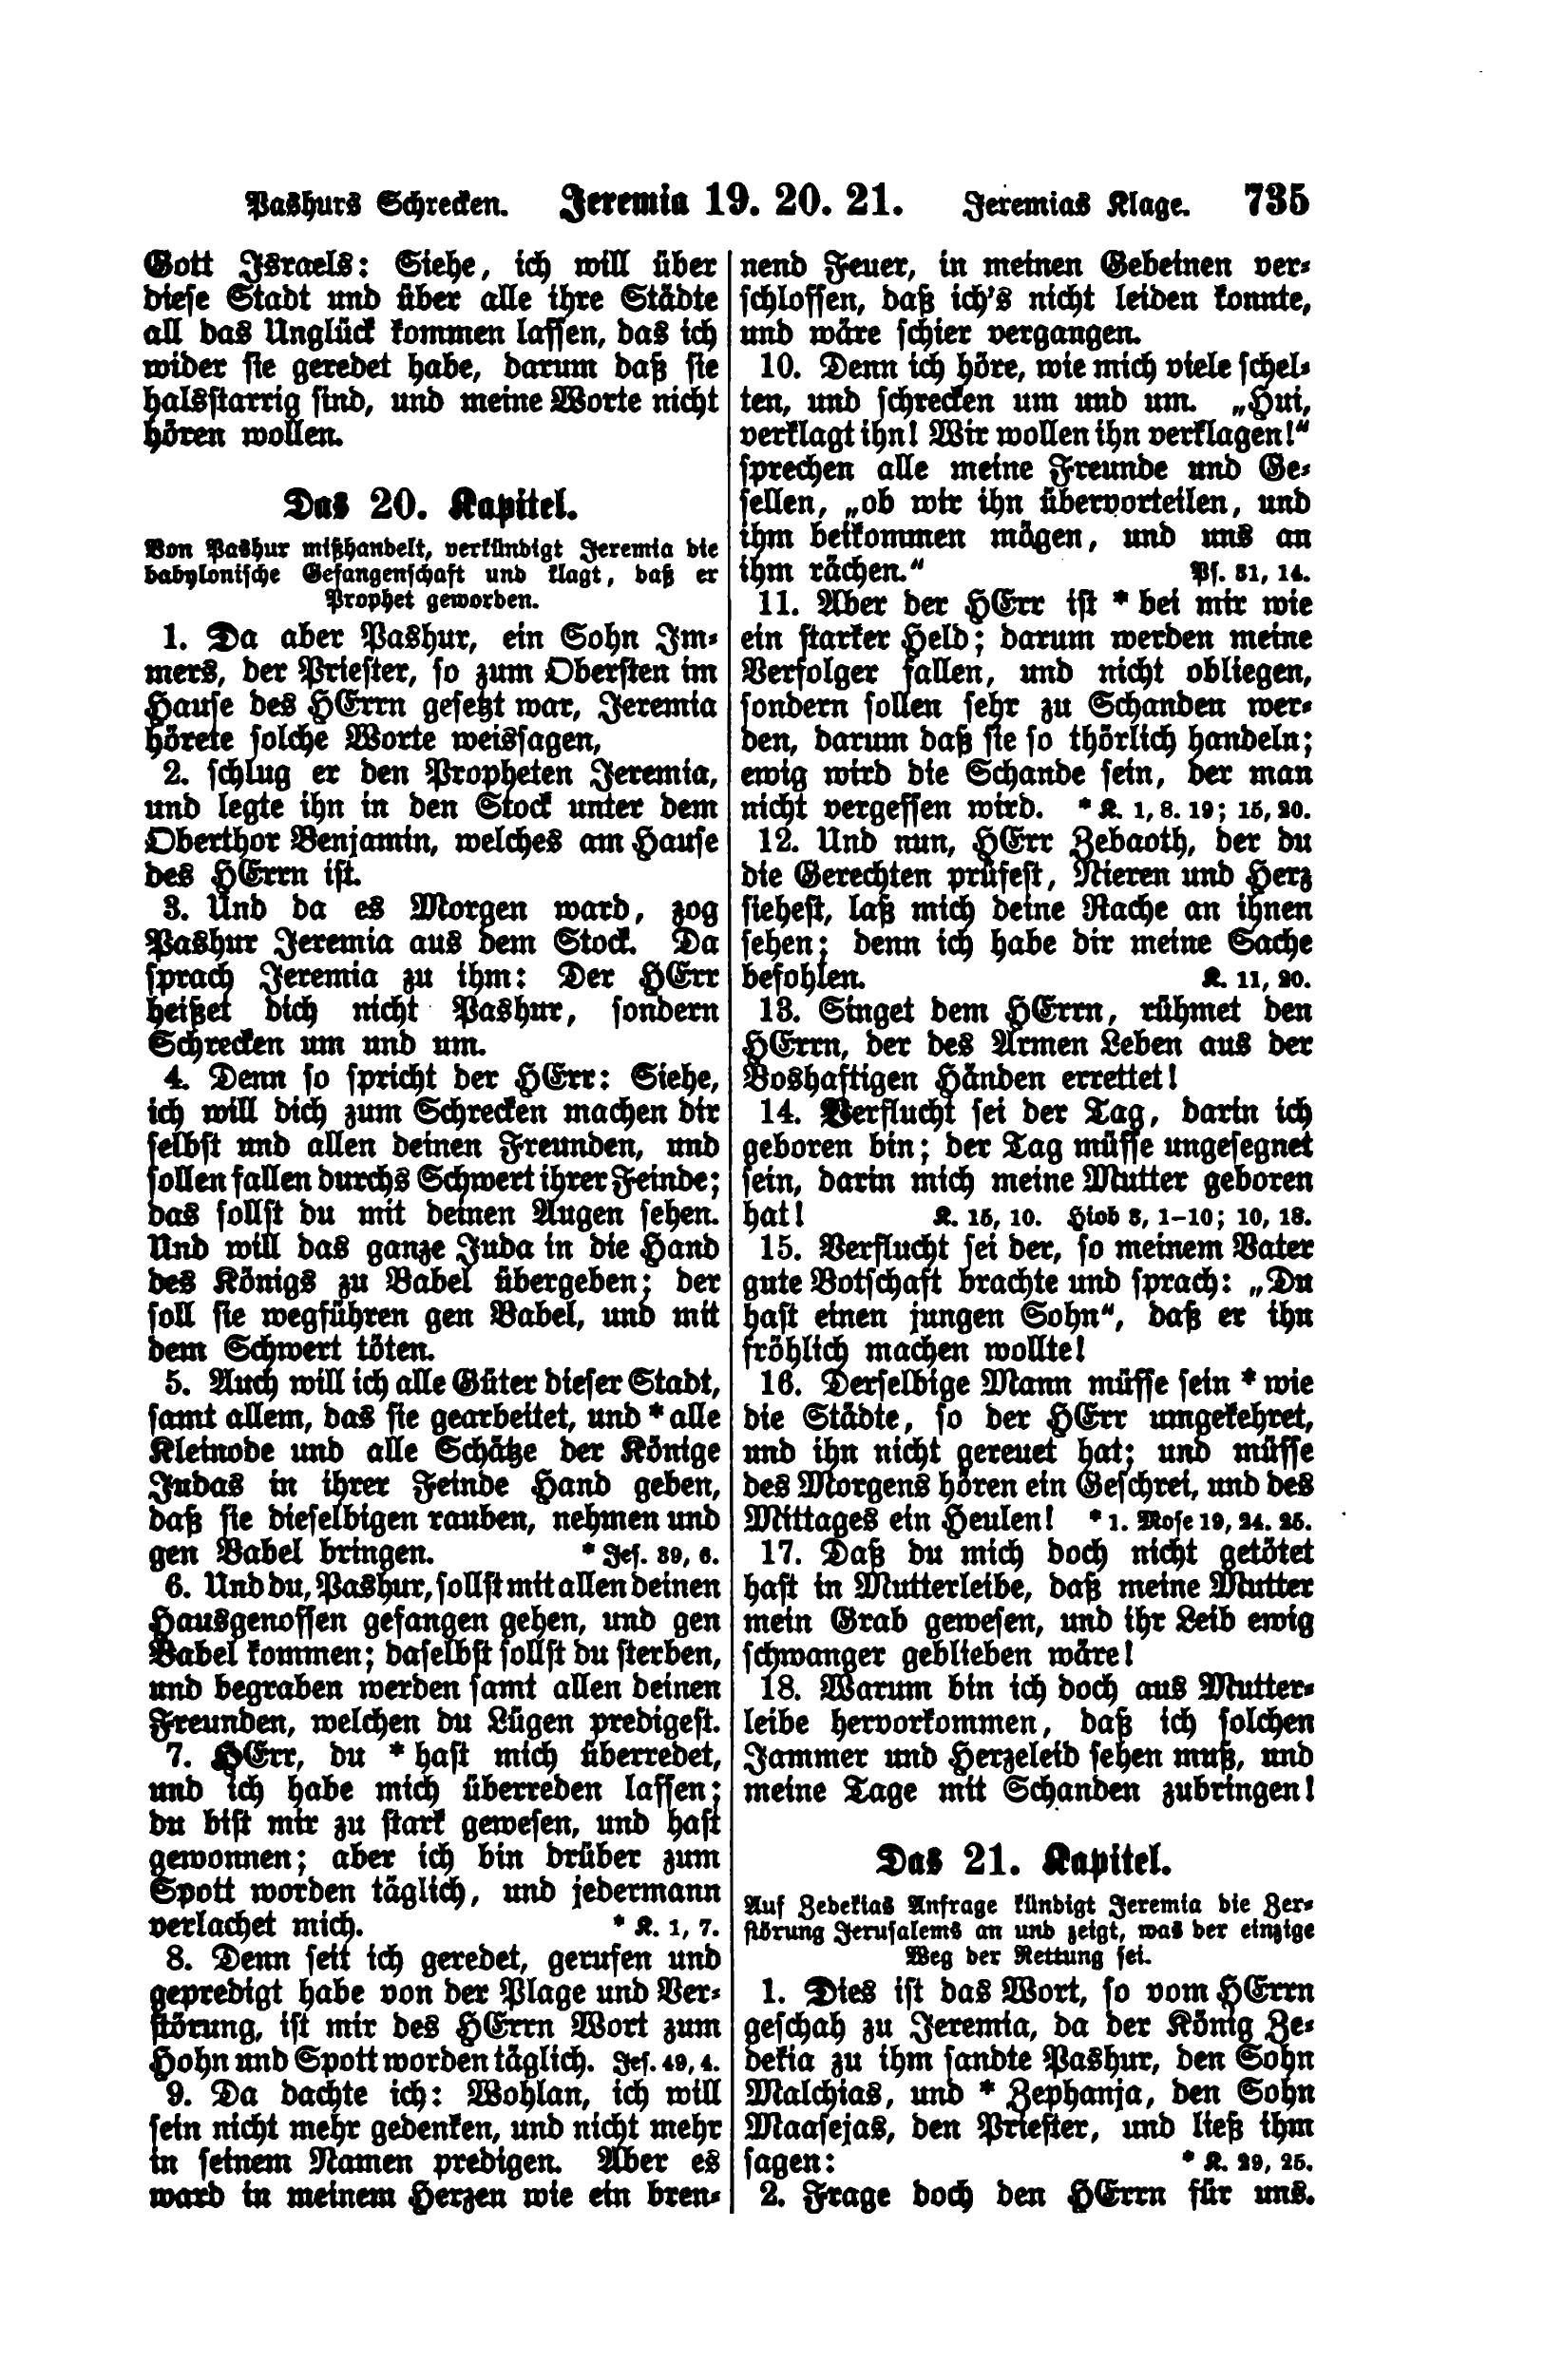 Pashurs Schrecken. Jeremia 19. 20. 21. Jeremias Klage. 735
Gott Israels: Siehe, ich will über
diese Stadt und über alle ihre Städte
all das Unglück kommen lassen, das ich
wider sie geredet habe, darum daß sie
halsstarrig sind, und meine Worte nicht
hören wollen.
Das 20. Kapitel.
Von Pashur mißhandelt, verkündigt Jeremia die
babylonische Gefangenschaft und klagt, daß er
Prophet geworden.
1. Da aber Pashur, ein Sohn Im-
mers, der Priester, so zum Obersten im
Hause des HErrn gesetzt war, Jeremia
hörete solche Worte weissagen,
2. schlug er den Propheten Jeremia,
und legte ihn in den Stock unter dem
Oberthor Benjamin, welches am Hause
des HErrn ist.
3. Und da es Morgen ward, zog
Pashur Jeremia aus dem Stock. Da
sprach Jeremia zu ihm: Der HErr
heißet dich nicht Pashur, sondern
Schrecken um und um.
4. Denn so spricht der HErr: Siehe,
ich will dich zum Schrecken machen dir
selbst und allen deinen Freunden, und
sollen fallen durchs Schwert ihrer Feinde;
das sollst du mit deinen Augen sehen.
Und will das ganze Juda in die Hand
des Königs zu Babel übergeben; der
soll sie wegführen gen Babel, und mit
dem Schwert töten.
5. Auch will ich alle Güter dieser Stadt,
samt allem, das sie gearbeitet, und * alle
Kleinode und alle Schätze der Könige
Judas in ihrer Feinde Hand geben,
daß sie dieselbigen rauben, nehmen und
gen Babel bringen. * Jes. 39, 6.
6. Und du, Pashur, sollst mit allen deinen
Hausgenossen gefangen gehen, und gen
Babel kommen; daselbst sollst du sterben,
und begraben werden samt allen deinen
Freunden, welchen du Lügen predigest.
7. HErr, du * hast mich überredet,
und ich habe mich überreden lassen;
du bist mir zu stark gewesen, und hast
gewonnen; aber ich bin drüber zum
Spott worden täglich, und jedermann
verlachet mich. * K. 1, 7.
8. Denn seit ich geredet, gerufen und
gepredigt habe von der Plage und Ver-
störung, ist mir des HErrn Wort zum
Hohn und Spott worden täglich. Jes. 49, 4.
9. Da dachte ich: Wohlan, ich will
sein nicht mehr gedenken, und nicht mehr
in seinem Namen predigen. Aber es
ward in meinem Herzen wie ein bren-
nend Feuer, in meinen Gebeinen ver-
schlossen, daß ich's nicht leiden konnte,
und wäre schier vergangen.
10. Denn ich höre, wie mich viele schel-
ten, und schrecken um und um. „Hui,
verklagt ihn! Wir wollen ihn verklagen!“
sprechen alle meine Freunde und Ge-
sellen, „ob wir ihn übervorteilen, und
ihm beikommen mögen, und uns an
ihm rächen.“ Ps. 31, 14.
11. Aber der HErr ist * bei mir wie
ein starker Held; darum werden meine
Verfolger fallen, und nicht obliegen,
sondern sollen sehr zu Schanden wer-
den, darum daß sie so thörlich handeln;
ewig wird die Schande sein, der man
nicht vergessen wird. * K. 1, 8. 19; 15, 20.
12. Und nun, HErr Zebaoth, der du
die Gerechten prüfest, Nieren und Herz
siehest, laß mich deine Rache an ihnen
sehen; denn ich habe dir meine Sache
befohlen. K. 11, 20.
13. Singet dem HErrn, rühmet den
HErrn, der des Armen Leben aus der
Boshaftigen Händen errettet!
14. Verflucht sei der Tag, darin ich
geboren bin; der Tag müsse ungesegnet
sein, darin mich meine Mutter geboren
hat! K. 15, 10. Hiob 3, 1–10; 10, 18.
15. Verflucht sei der, so meinem Vater
gute Botschaft brachte und sprach: „Du
hast einen jungen Sohn“, daß er ihn
fröhlich machen wollte!
16. Derselbige Mann müsse sein * wie
die Städte, so der HErr umgekehret,
und ihn nicht gereuet hat; und müsse
des Morgens hören ein Geschrei, und des
Mittages ein Heulen! * 1. Mose 19, 24. 25.
17. Daß du mich doch nicht getötet
hast in Mutterleibe, daß meine Mutter
mein Grab gewesen, und ihr Leib ewig
schwanger geblieben wäre!
18. Warum bin ich doch aus Mutter-
leibe hervorkommen, daß ich solchen
Jammer und Herzeleid sehen muß, und
meine Tage mit Schanden zubringen!
Das 21. Kapitel.
Auf Zedekias Anfrage kündigt Jeremia die Zer-
störung Jerusalems an und zeigt, was der einzige
Weg der Rettung sei.
1. Dies ist das Wort, so vom HErrn
geschah zu Jeremia, da der König Ze-
dekia zu ihm sandte Pashur, den Sohn
Malchias, und * Zephanja, den Sohn
Maasejas, den Priester, und ließ ihm
sagen: * K. 29, 25.
2. Frage doch den HErrn für uns.